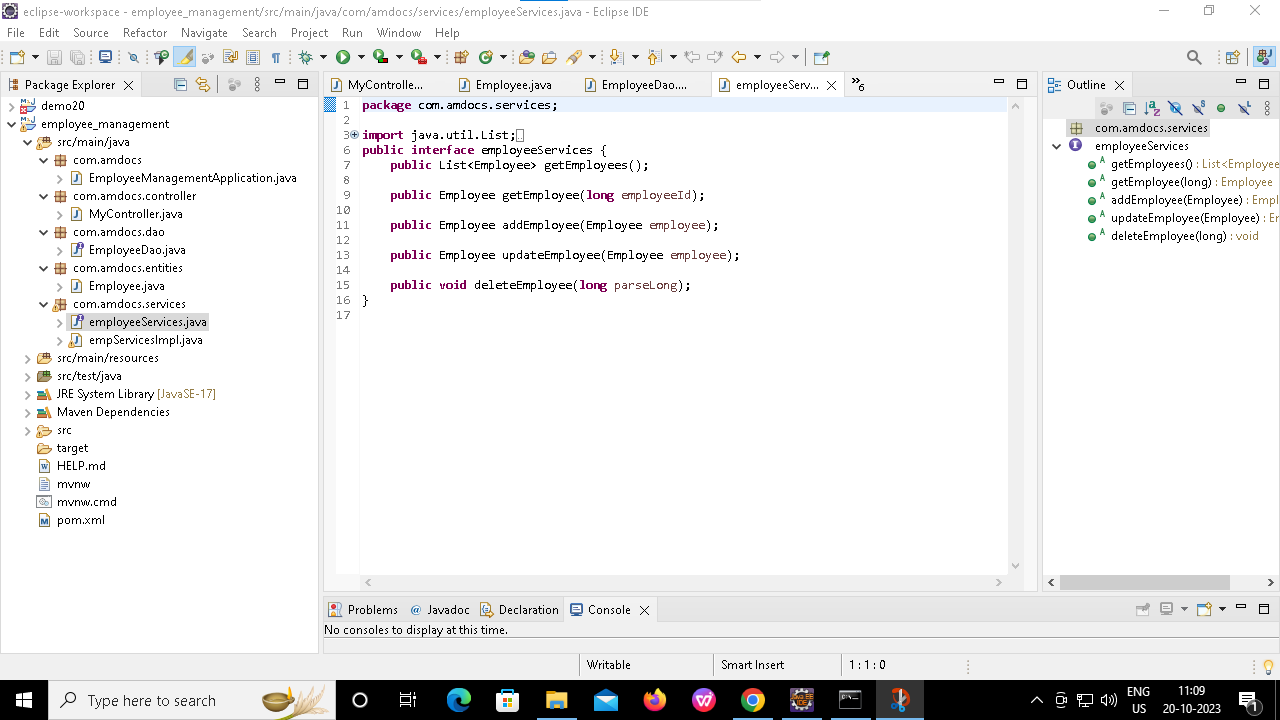 eclipse-workspace - employee_management/src/main/java/com/amdocs/services/employeeServices.java - Eclipse IDE
File Edit Source Refactor Navigate Search Project Run Window Help
Package Explorer
demo20
employee_management
src/main/java
com.amdocs
EmployeeManagementApplication.java
com.amdocs.controller
MyController.java
com.amdocs.dao
EmployeeDao.java
com.amdocs.entities
Employee.java
com.amdocs.services
employeeServices.java
empServicesImpl.java
src/main/resources
src/test/java
JRE System Library [JavaSE-17]
Maven Dependencies
src
target
HELP.md
mvnw
mvnw.cmd
pom.xml
MyControlle... Employee.java EmployeeDao.... employeeServ... »6
1 package com.amdocs.services;
2
3 import java.util.List;
6 public interface employeeServices {
7 public List<Employee> getEmployees();
8
9 public Employee getEmployee(long employeeId);
10
11 public Employee addEmployee(Employee employee);
12
13 public Employee updateEmployee(Employee employee);
14
15 public void deleteEmployee(long parseLong);
16 }
17
Outline
com.amdocs.services
employeeServices
getEmployees() : List<Employee
getEmployee(long) : Employee
addEmployee(Employee) : Empl
updateEmployee(Employee) : E
deleteEmployee(long) : void
Problems Javadoc Declaration Console
No consoles to display at this time.
Writable Smart Insert 1 : 1 : 0
Type here to search
ENG
US
11:09
20-10-2023
1